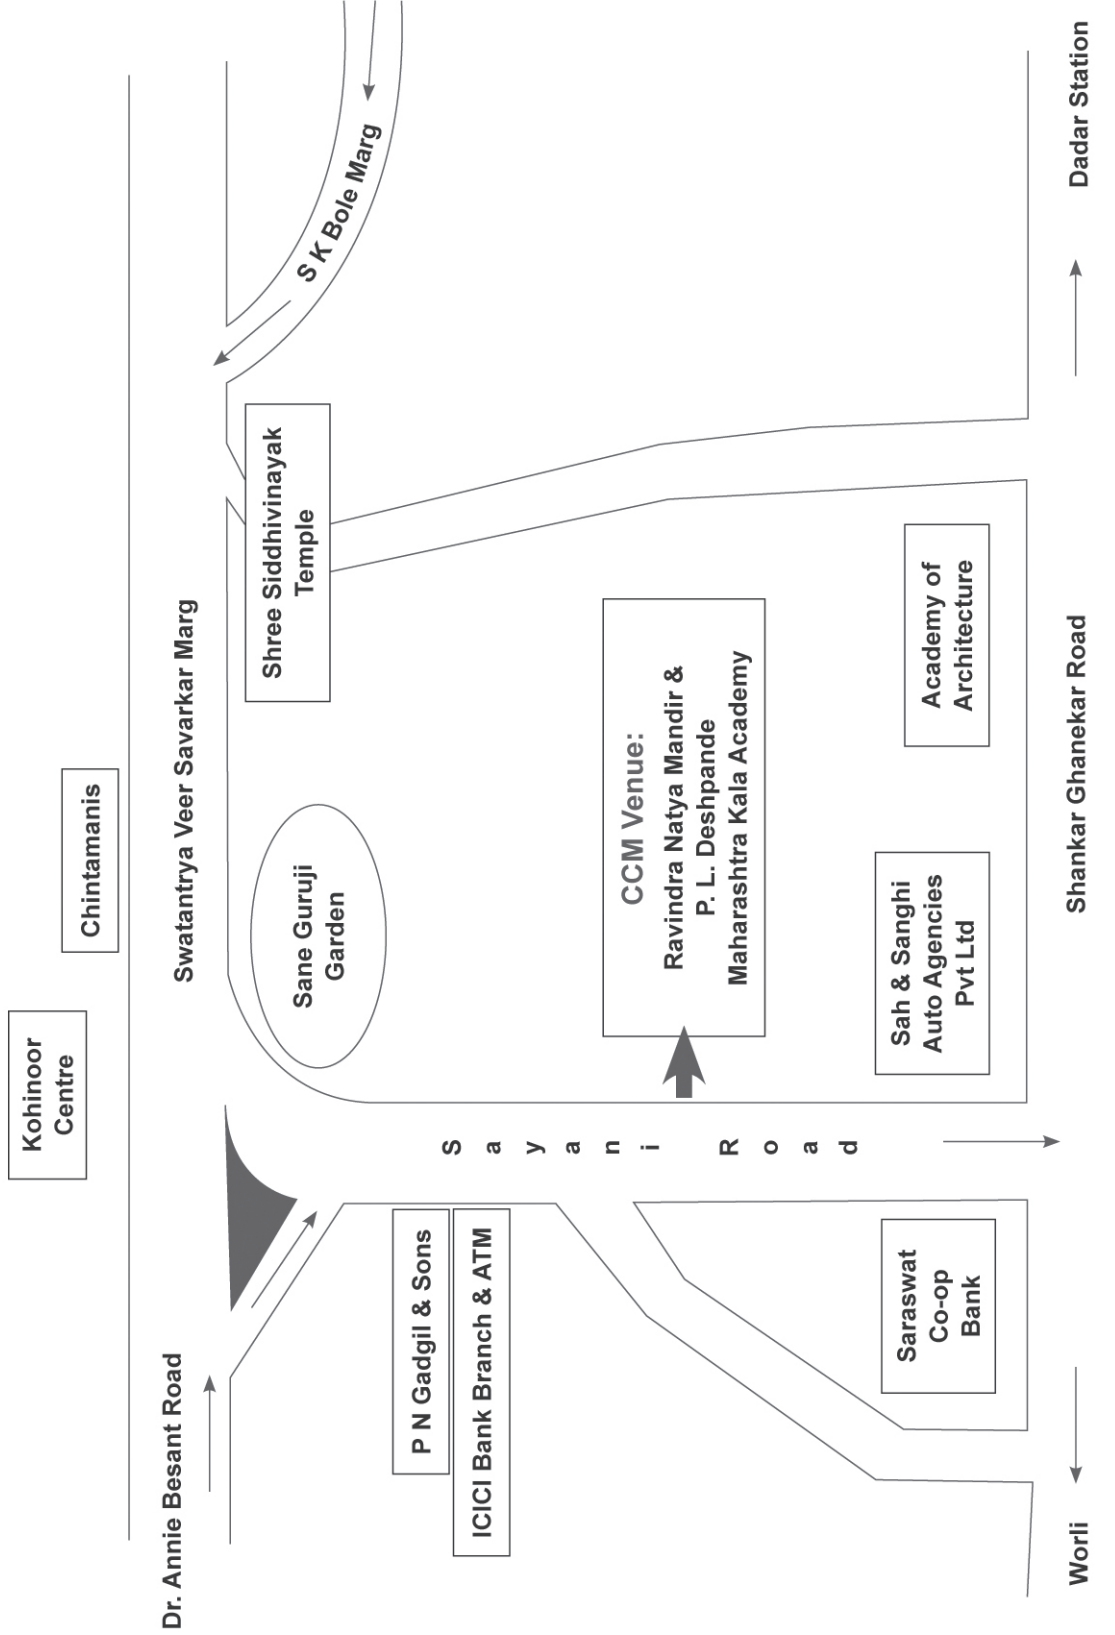 Kohinoor
Centre
Chintamanis
Dr. Annie Besant Road
Swatantrya Veer Savarkar Marg
S K Bole Marg
Shree Siddhivinayak
Temple
Sane Guruji
Garden
P N Gadgil & Sons
ICICI Bank Branch & ATM
Sayani Road
CCM Venue:
Ravindra Natya Mandir &
P. L. Deshpande
Maharashtra Kala Academy
Saraswat
Co-op
Bank
Sah & Sanghi
Auto Agencies
Pvt Ltd
Academy of
Architecture
Worli
Shankar Ghanekar Road
Dadar Station